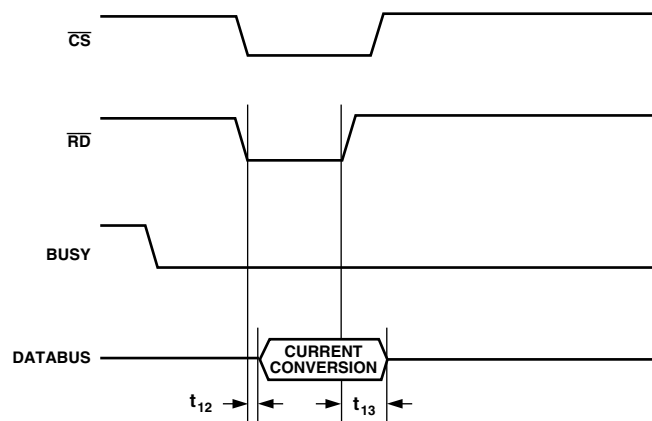 CS
RD
BUSY
DATABUS
CURRENT
CONVERSION
t12
t13